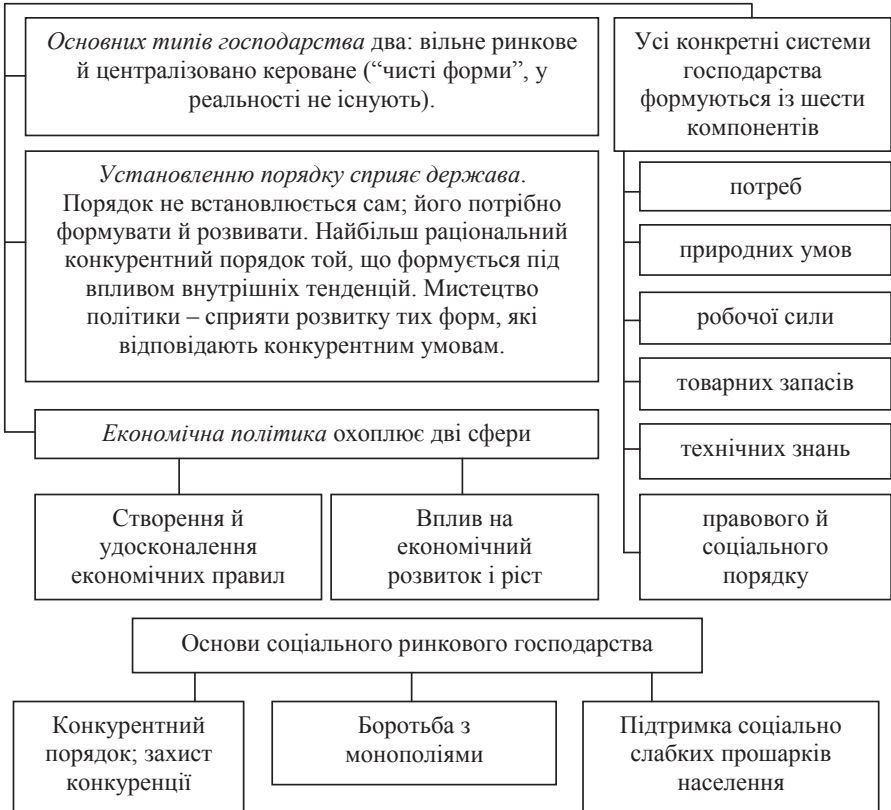 Основних типів господарства два: вільне ринкове
й централізовано кероване (“чисті форми”, у
реальності не існують).
Усі конкретні системи
господарства
формуються із шести
компонентів
Установленню порядку сприяє держава.
Порядок не встановлюється сам; його потрібно
формувати й розвивати. Найбільш раціональний
конкурентний порядок той, що формується під
впливом внутрішніх тенденцій. Мистецтво
політики – сприяти розвитку тих форм, які
відповідають конкурентним умовам.
потреб
природних умов
робочої сили
товарних запасів
технічних знань
правового й
соціального
порядку
Економічна політика охоплює дві сфери
Створення й
удосконалення
економічних правил
Вплив на
економічний
розвиток і ріст
Основи соціального ринкового господарства
Конкурентний
порядок; захист
конкуренції
Боротьба з
монополіями
Підтримка соціально
слабких прошарків
населення